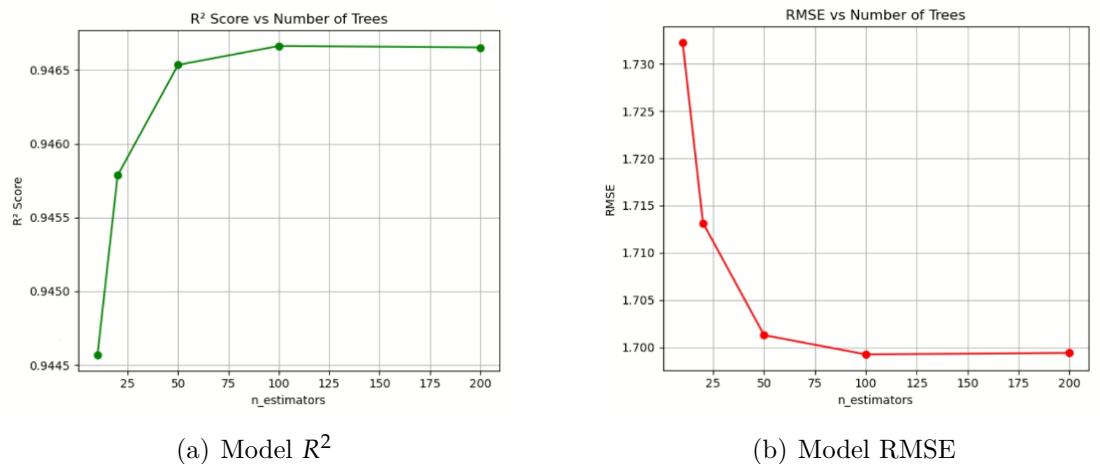 R² Score vs Number of Trees
R² Score
0.9465
0.9460
0.9455
0.9450
0.9445
25 50 75 100 125 150 175 200
n_estimators
(a) Model R²
RMSE vs Number of Trees
RMSE
1.730
1.725
1.720
1.715
1.710
1.705
1.700
25 50 75 100 125 150 175 200
n_estimators
(b) Model RMSE